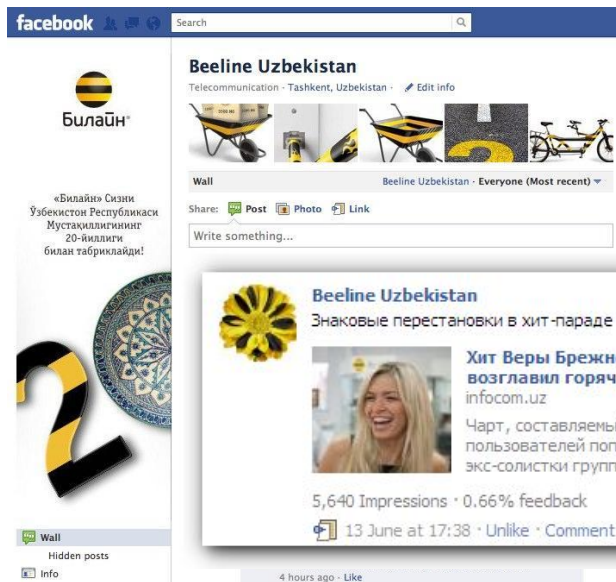 facebook
Search
Билайн
«Билайн» Сизни
Ўзбекистон Республикаси
Мустақиллигининг
20-йиллиги
билан табриклайди!
20
Wall
Hidden posts
Info
Beeline Uzbekistan
Telecommunication · Tashkent, Uzbekistan · Edit info
Wall Beeline Uzbekistan · Everyone (Most recent)
Share: Post Photo Link
Write something...
Beeline Uzbekistan
Знаковые перестановки в хит-параде
Хит Веры Брежн
возглавил горяч
infocom.uz
Чарт, составляемы
пользователей поп
экс-солистки групп
5,640 Impressions · 0.66% feedback
13 June at 17:38 · Unlike · Comment
4 hours ago · Like